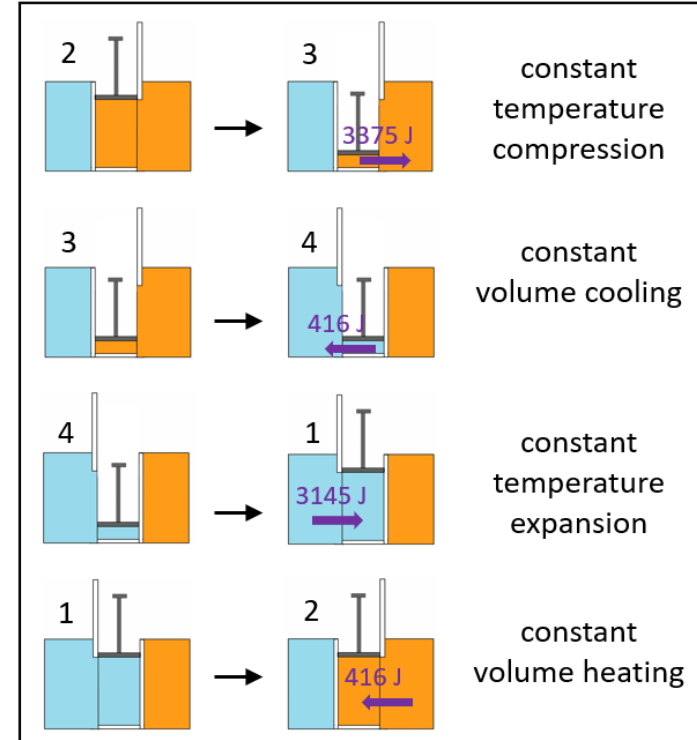 2
3
3375 J
constant
temperature
compression
3
4
416 J
constant
volume cooling
4
1
3145 J
constant
temperature
expansion
1
2
416 J
constant
volume heating